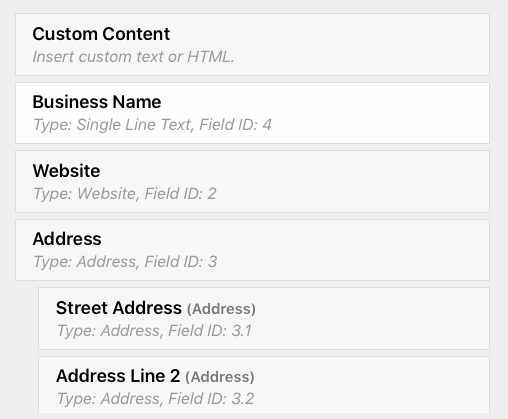 Custom Content
Insert custom text or HTML.
Business Name
Type: Single Line Text, Field ID: 4
Website
Type: Website, Field ID: 2
Address
Type: Address, Field ID: 3
Street Address (Address)
Type: Address, Field ID: 3.1
Address Line 2 (Address)
Type: Address, Field ID: 3.2